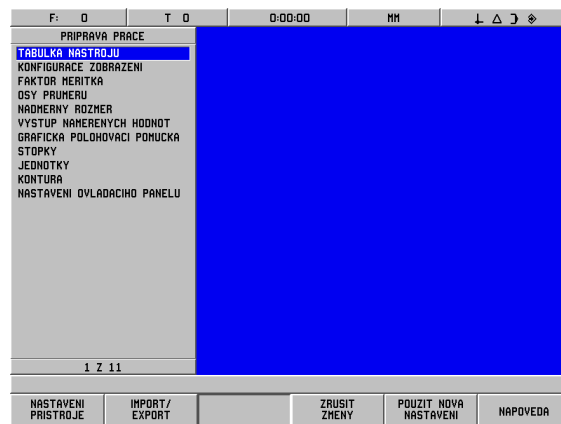 F: 0 T 0 0:00:00 MM
PRIPRAVA PRACE
TABULKA NASTROJU
KONFIGURACE ZOBRAZENI
FAKTOR MERITKA
OSY PRUMERU
NADMERNY ROZMER
VYSTUP NAMERENYCH HODNOT
GRAFICKA POLOHOVACI POMUCKA
STOPKY
JEDNOTKY
KONTURA
NASTAVENI OVLADACIHO PANELU
1 Z 11
NASTAVENI
PRISTROJE
IMPORT/
EXPORT
ZRUSIT
ZMENY
POUZIT NOVA
NASTAVENI
NAPOVEDA